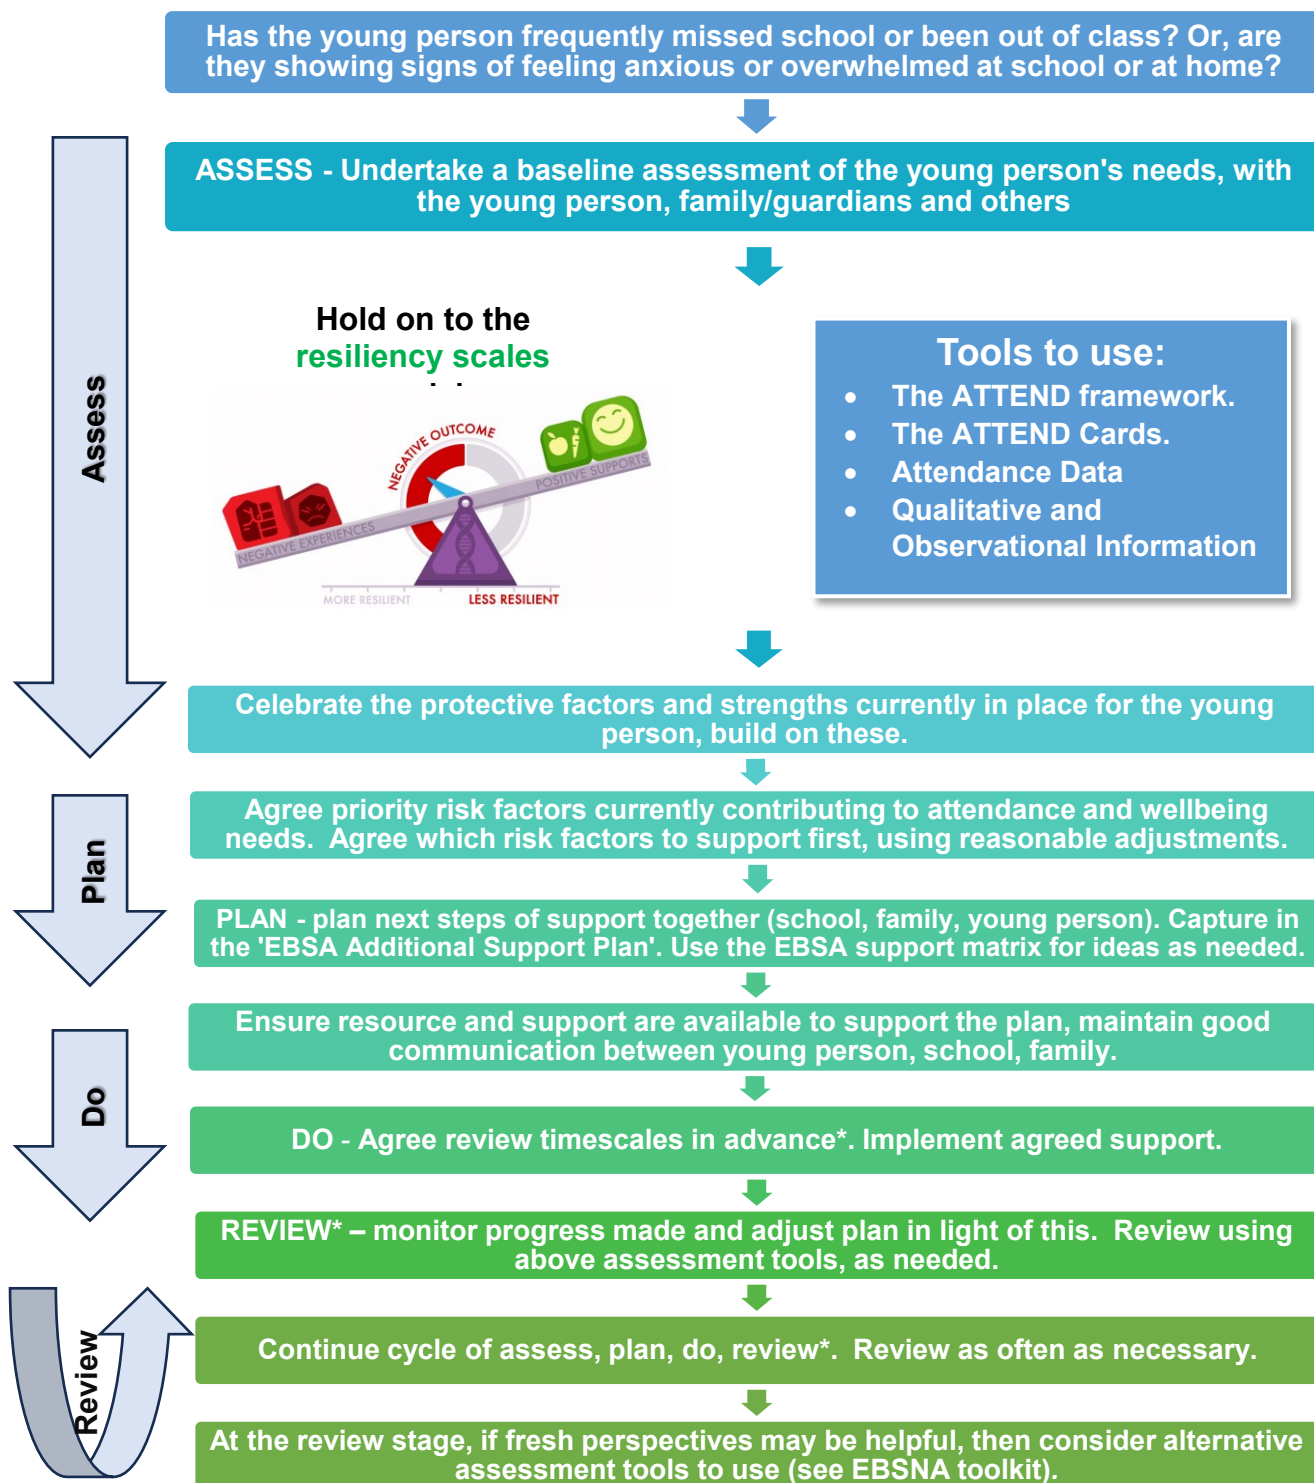 Has the young person frequently missed school or been out of class? Or, are
they showing signs of feeling anxious or overwhelmed at school or at home?
ASSESS - Undertake a baseline assessment of the young person's needs, with
the young person, family/guardians and others
Assess
Hold on to the
resiliency scales
NEGATIVE OUTCOME
POSITIVE SUPPORTS
NEGATIVE EXPERIENCES
MORE RESILIENT
LESS RESILIENT
Tools to use:
• The ATTEND framework.
• The ATTEND Cards.
• Attendance Data
• Qualitative and
Observational Information
Celebrate the protective factors and strengths currently in place for the young
person, build on these.
Plan
Agree priority risk factors currently contributing to attendance and wellbeing
needs.  Agree which risk factors to support first, using reasonable adjustments.
PLAN - plan next steps of support together (school, family, young person). Capture in
the 'EBSA Additional Support Plan'. Use the EBSA support matrix for ideas as needed.
Do
Ensure resource and support are available to support the plan, maintain good
communication between young person, school, family.
DO - Agree review timescales in advance*. Implement agreed support.
REVIEW* – monitor progress made and adjust plan in light of this.  Review using
above assessment tools, as needed.
Review
Continue cycle of assess, plan, do, review*.  Review as often as necessary.
At the review stage, if fresh perspectives may be helpful, then consider alternative
assessment tools to use (see EBSNA toolkit).